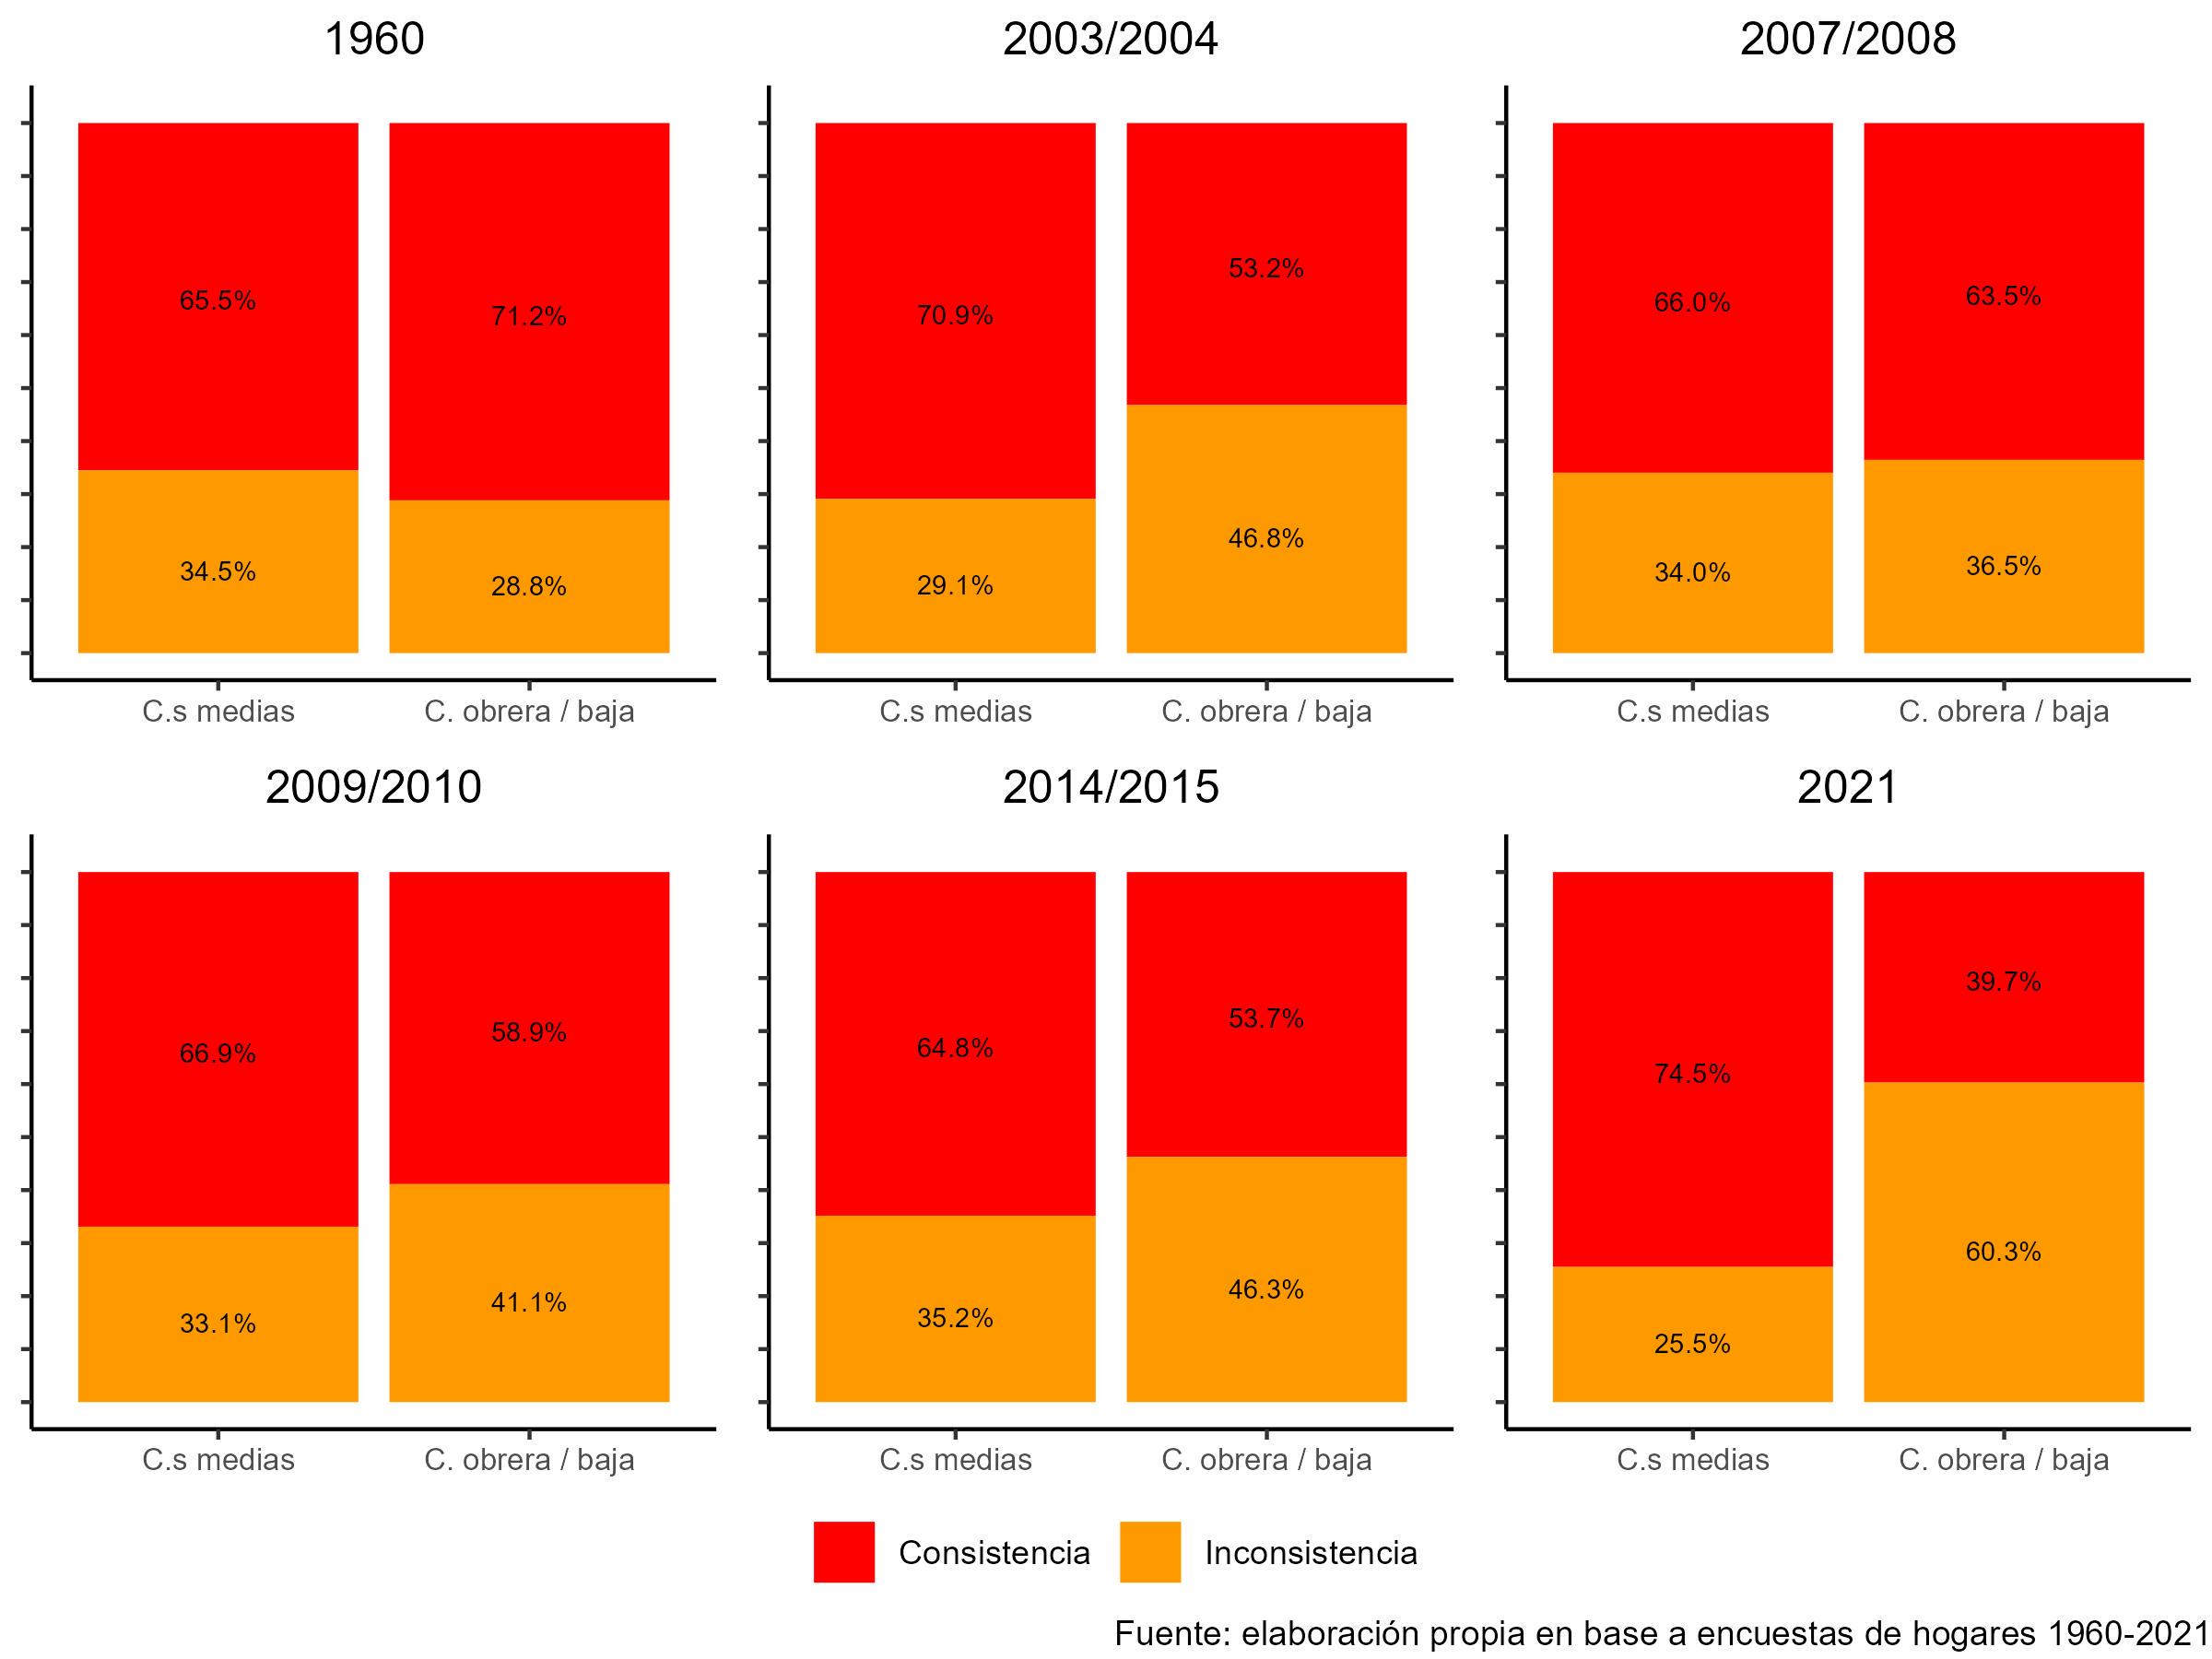 1960
2003/2004
2007/2008
65.5%
71.2%
34.5%
28.8%
70.9%
53.2%
29.1%
46.8%
66.0%
63.5%
34.0%
36.5%
C.s medias
C. obrera / baja
C.s medias
C. obrera / baja
C.s medias
C. obrera / baja
2009/2010
2014/2015
2021
66.9%
58.9%
33.1%
41.1%
64.8%
53.7%
35.2%
46.3%
74.5%
39.7%
25.5%
60.3%
C.s medias
C. obrera / baja
C.s medias
C. obrera / baja
C.s medias
C. obrera / baja
Consistencia
Inconsistencia
Fuente: elaboración propia en base a encuestas de hogares 1960-2021